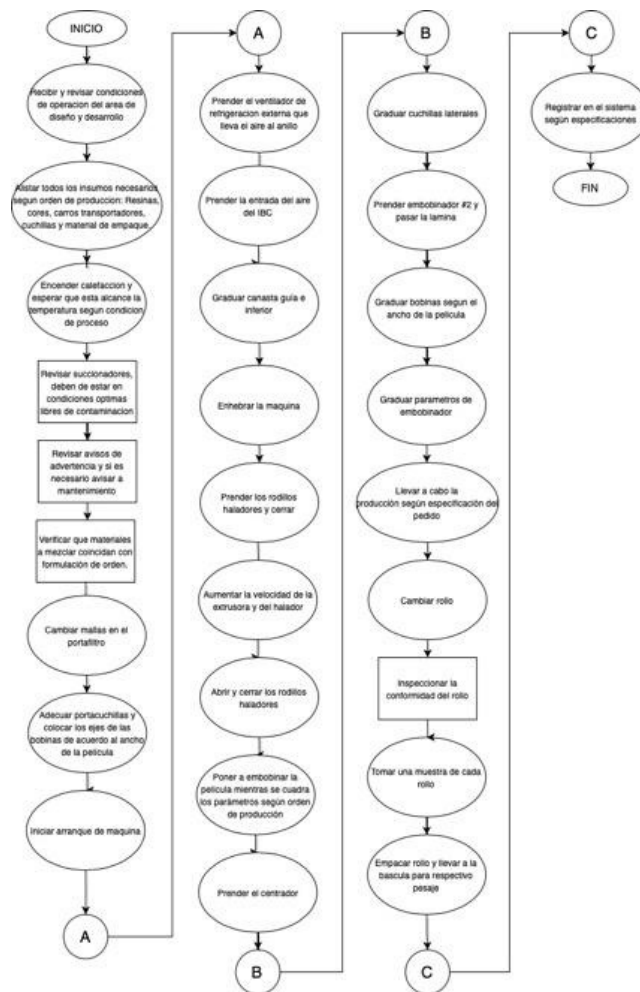 INICIO
Recibir y revisar condiciones
de operacion del area de
diseño y desarrollo
Alistar todos los insumos necesarios
segun orden de produccion: Resinas,
cores, carros transportadores,
cuchillas y material de empaque.
Encender calefaccion y
esperar que esta alcance la
temperatura según condicion
de proceso
Revisar succionadores,
deben de estar en
condiciones optimas
libres de contaminacion
Revisar avisos de
advertencia y si es
necesario avisar a
mantenimiento
Verificar que materiales
a mezclar coincidan con
formulación de orden.
Cambiar mallas en el
portafiltro
Adecuar portacuchillas y
colocar los ejes de las
bobinas de acuerdo al ancho
de la película
Iniciar arranque de maquina
A
A
Prender el ventilador de
refrigeracion externa que
lleva el aire al anillo
Prender la entrada del aire
del IBC
Graduar canasta guía e
inferior
Enhebrar la maquina
Prender los rodillos
haladores y cerrar
Aumentar la velocidad de la
extrusora y del halador
Abrir y cerrar los rodillos
haladores
Poner a embobinar la
película mientras se cuadra
los parámetros según orden
de producción
Prender el centrador
B
B
Graduar cuchillas laterales
Prender embobinador #2 y
pasar la lamina
Graduar bobinas segun el
ancho de la pelicula
Graduar parametros de
embobinador
Llevar a cabo la
producción según especificación del
pedido
Cambiar rollo
Inspeccionar la
conformidad del rollo
Tomar una muestra de cada
rollo
Empacar rollo y llevar a la
bascula para respectivo
pesaje
C
C
Registrar en el sistema
según especificaciones
FIN